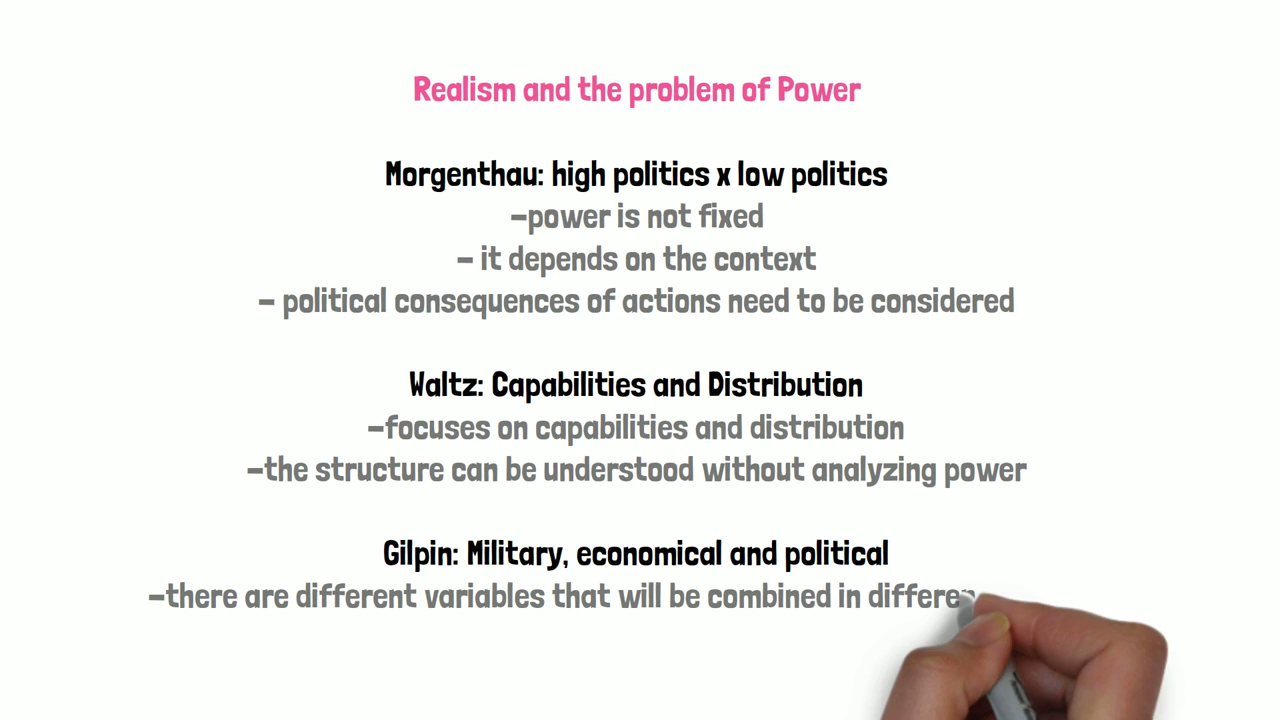 Realism and the problem of Power
Morgenthau: high politics x low politics
-power is not fixed
- it depends on the context
- political consequences of actions need to be considered
Waltz: Capabilities and Distribution
-focuses on capabilities and distribution
-the structure can be understood without analyzing power
Gilpin: Military, economical and political
-there are different variables that will be combined in differen